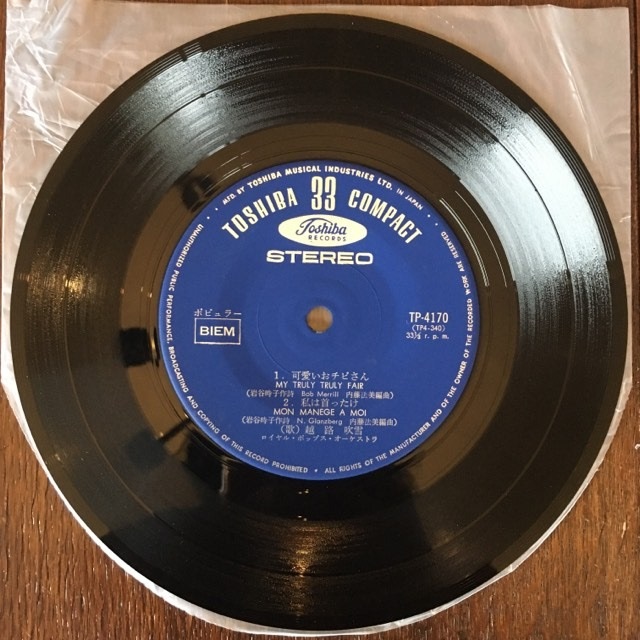 MFD. BY TOSHIBA MUSICAL INDUSTRIES LTD. IN JAPAN
TOSHIBA 33 COMPACT
Toshiba
RECORDS
STEREO
ポピュラー
BIEM
TP-4170
(TP4-340)
33⅓ r. p. m.
1. 可愛いおチビさん
MY TRULY TRULY FAIR
(岩谷時子作詩 Bob Merrill 内藤法美編曲)
2. 私は首ったけ
MON MANEGE A MOI
(岩谷時子作詩 N. Glanzberg 内藤法美編曲)
(歌) 越路 吹雪
ロイヤル・ポップス・オーケストラ
UNAUTHORIZED PUBLIC PERFORMANCE, BROADCASTING AND COPYING OF THIS RECORD PROHIBITED • ALL RIGHTS OF THE MANUFACTURER AND OF THE OWNER OF THE RECORDED WORK ARE RESERVED